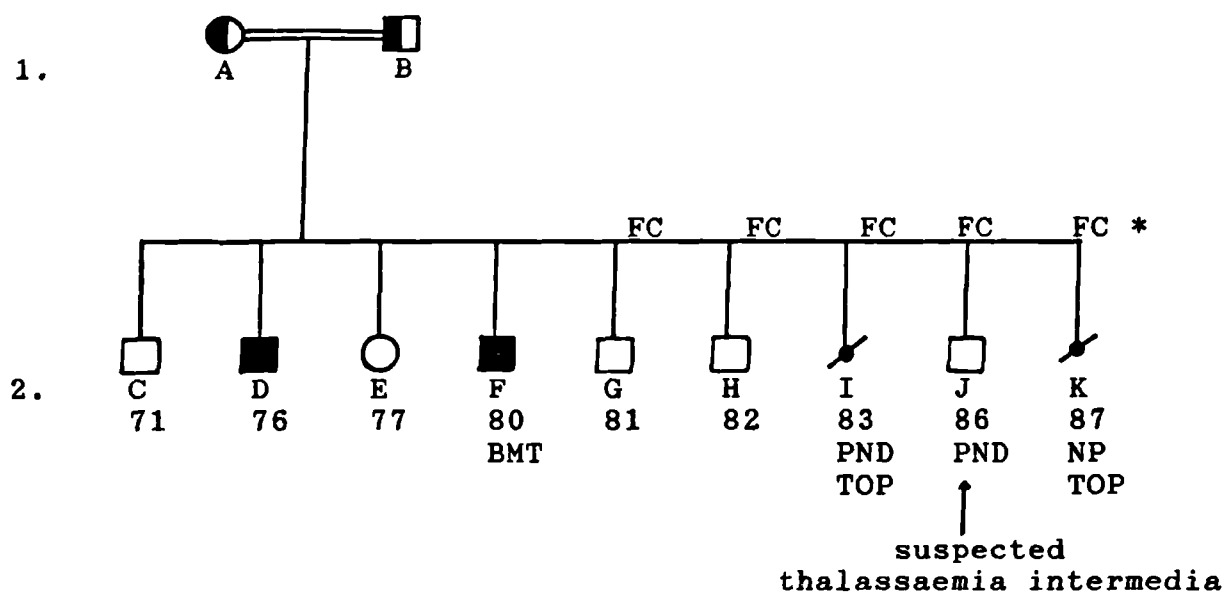 1.
A B
FC FC FC FC FC *
2.
C D E F G H I J K
71 76 77 80 81 82 83 86 87
BMT PND PND NP
TOP TOP
suspected
thalassaemia intermedia